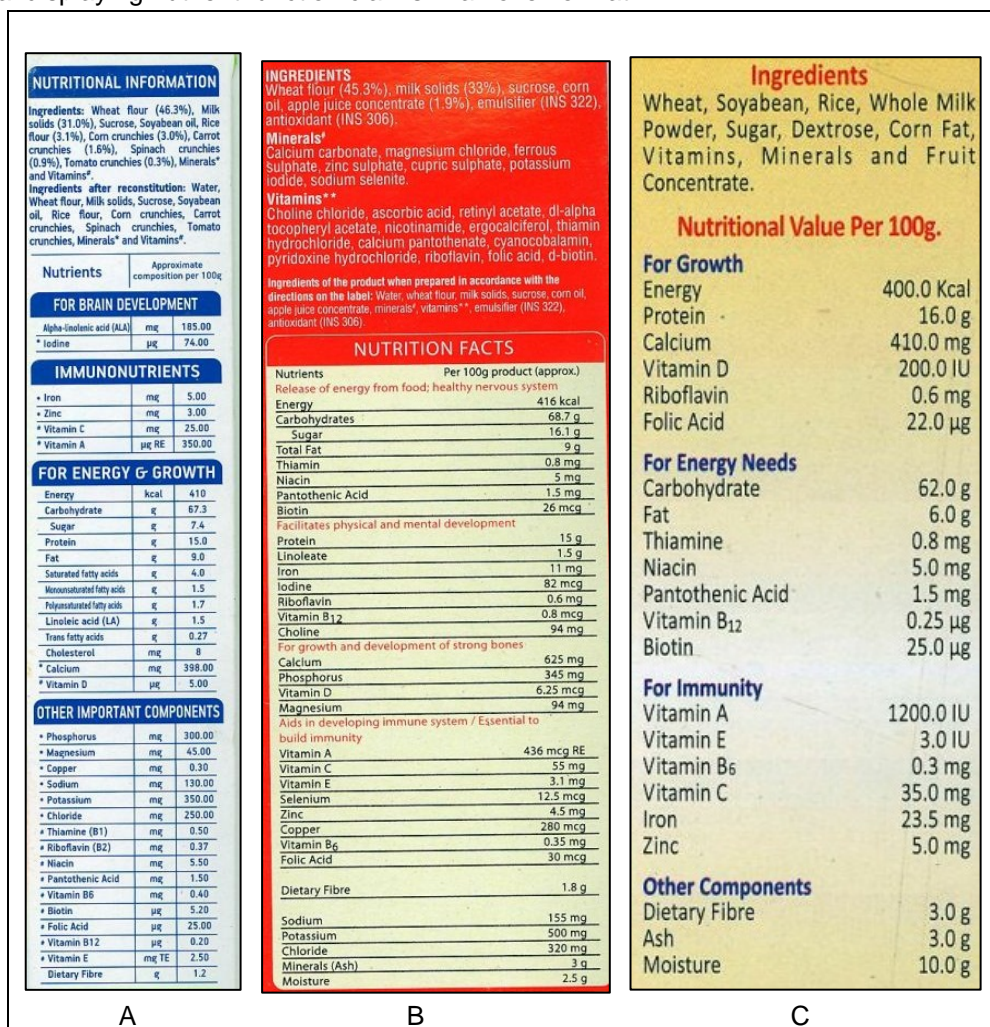 NUTRITIONAL INFORMATION
Ingredients: Wheat flour (46.3%), Milk
solids (31.0%), Sucrose, Soyabean oil, Rice
flour (3.1%), Corn crunchies (3.0%), Carrot
crunchies (1.6%), Spinach crunchies
(0.9%), Tomato crunchies (0.3%), Minerals*
and Vitamins#.
Ingredients after reconstitution: Water,
Wheat flour, Milk solids, Sucrose, Soyabean
oil, Rice flour, Corn crunchies, Carrot
crunchies, Spinach crunchies, Tomato
crunchies, Minerals* and Vitamins#.
Nutrients Approximate
composition per 100g
FOR BRAIN DEVELOPMENT
Alpha-linolenic acid (ALA) mg 185.00
* Iodine µg 74.00
IMMUNONUTRIENTS
* Iron mg 5.00
* Zinc mg 3.00
# Vitamin C mg 25.00
# Vitamin A µg RE 350.00
FOR ENERGY & GROWTH
Energy kcal 410
Carbohydrate g 67.3
Sugar g 7.4
Protein g 15.0
Fat g 9.0
Saturated fatty acids g 4.0
Monounsaturated fatty acids g 1.5
Polyunsaturated fatty acids g 1.7
Linoleic acid (LA) g 1.5
Trans fatty acids g 0.27
Cholesterol mg 8
* Calcium mg 398.00
# Vitamin D µg 5.00
OTHER IMPORTANT COMPONENTS
* Phosphorus mg 300.00
* Magnesium mg 45.00
* Copper mg 0.30
* Sodium mg 130.00
* Potassium mg 350.00
* Chloride mg 250.00
# Thiamine (B1) mg 0.50
# Riboflavin (B2) mg 0.37
# Niacin mg 5.50
# Pantothenic Acid mg 1.50
# Vitamin B6 mg 0.40
# Biotin µg 5.20
# Folic Acid µg 25.00
# Vitamin B12 µg 0.20
# Vitamin E mg TE 2.50
Dietary Fibre g 1.2
A
INGREDIENTS
Wheat flour (45.3%), milk solids (33%), sucrose, corn
oil, apple juice concentrate (1.9%), emulsifier (INS 322),
antioxidant (INS 306).
Minerals#
Calcium carbonate, magnesium chloride, ferrous
sulphate, zinc sulphate, cupric sulphate, potassium
iodide, sodium selenite.
Vitamins**
Choline chloride, ascorbic acid, retinyl acetate, dl-alpha
tocopheryl acetate, nicotinamide, ergocalciferol, thiamin
hydrochloride, calcium pantothenate, cyanocobalamin,
pyridoxine hydrochloride, riboflavin, folic acid, d-biotin.
Ingredients of the product when prepared in accordance with the
directions on the label: Water, wheat flour, milk solids, sucrose, corn oil,
apple juice concentrate, minerals#, vitamins**, emulsifier (INS 322),
antioxidant (INS 306).
NUTRITION FACTS
Nutrients Per 100g product (approx.)
Release of energy from food; healthy nervous system
Energy 416 kcal
Carbohydrates 68.7 g
Sugar 16.1 g
Total Fat 9 g
Thiamin 0.8 mg
Niacin 5 mg
Pantothenic Acid 1.5 mg
Biotin 26 mcg
Facilitates physical and mental development
Protein 15 g
Linoleate 1.5 g
Iron 11 mg
Iodine 82 mcg
Riboflavin 0.6 mg
Vitamin B12 0.8 mcg
Choline 94 mg
For growth and development of strong bones
Calcium 625 mg
Phosphorus 345 mg
Vitamin D 6.25 mcg
Magnesium 94 mg
Aids in developing immune system / Essential to
build immunity
Vitamin A 436 mcg RE
Vitamin C 55 mg
Vitamin E 3.1 mg
Selenium 12.5 mcg
Zinc 4.5 mg
Copper 280 mcg
Vitamin B6 0.35 mg
Folic Acid 30 mcg
Dietary Fibre 1.8 g
Sodium 155 mg
Potassium 500 mg
Chloride 320 mg
Minerals (Ash) 3 g
Moisture 2.5 g
B
Ingredients
Wheat, Soyabean, Rice, Whole Milk
Powder, Sugar, Dextrose, Corn Fat,
Vitamins, Minerals and Fruit
Concentrate.
Nutritional Value Per 100g.
For Growth
Energy 400.0 Kcal
Protein 16.0 g
Calcium 410.0 mg
Vitamin D 200.0 IU
Riboflavin 0.6 mg
Folic Acid 22.0 µg
For Energy Needs
Carbohydrate 62.0 g
Fat 6.0 g
Thiamine 0.8 mg
Niacin 5.0 mg
Pantothenic Acid 1.5 mg
Vitamin B12 0.25 µg
Biotin 25.0 µg
For Immunity
Vitamin A 1200.0 IU
Vitamin E 3.0 IU
Vitamin B6 0.3 mg
Vitamin C 35.0 mg
Iron 23.5 mg
Zinc 5.0 mg
Other Components
Dietary Fibre 3.0 g
Ash 3.0 g
Moisture 10.0 g
C